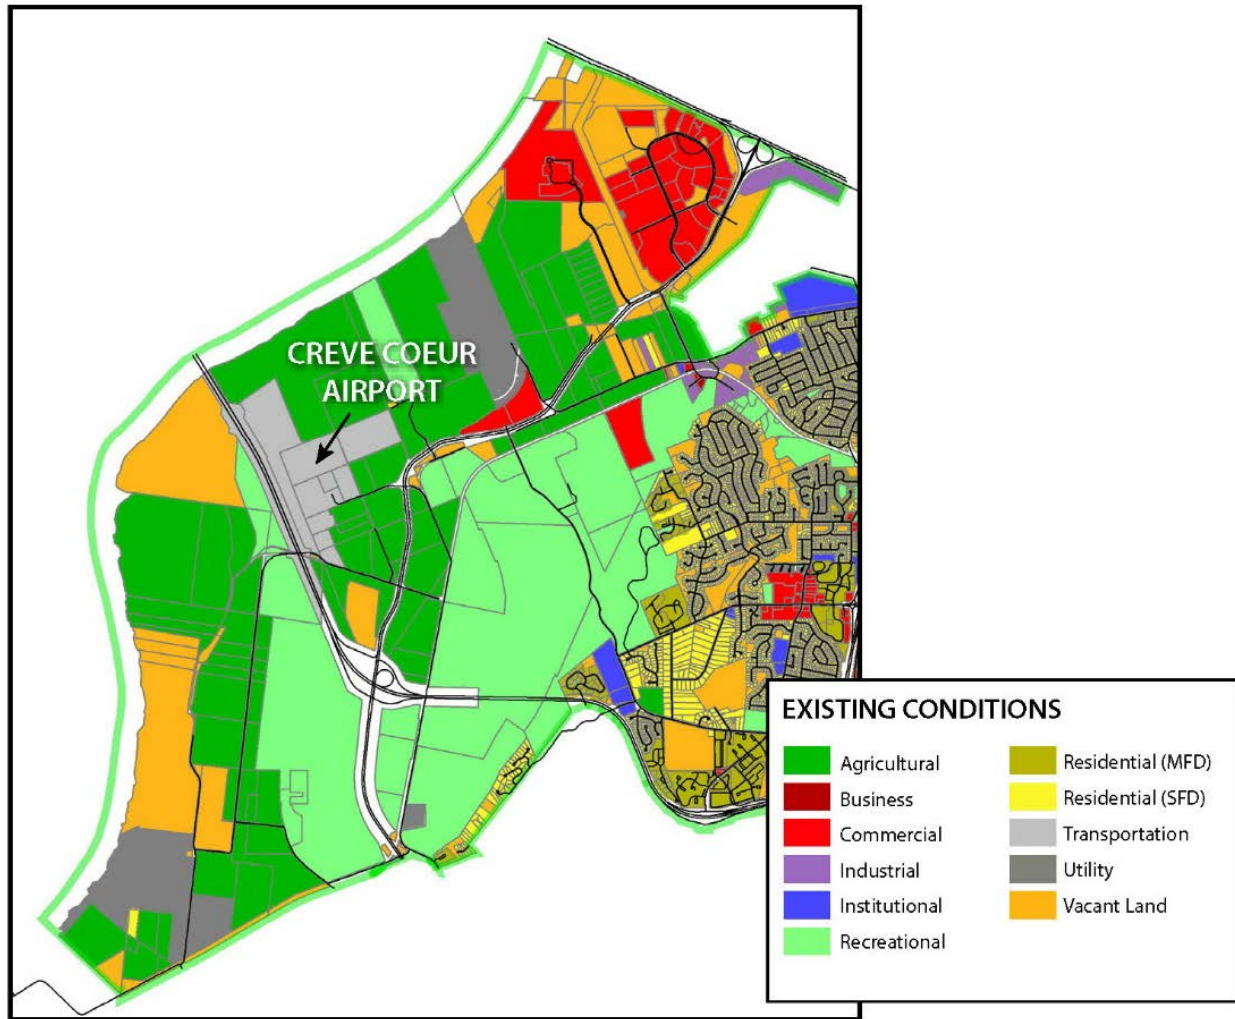 CREVE COEUR
AIRPORT
EXISTING CONDITIONS
Agricultural
Business
Commercial
Industrial
Institutional
Recreational
Residential (MFD)
Residential (SFD)
Transportation
Utility
Vacant Land